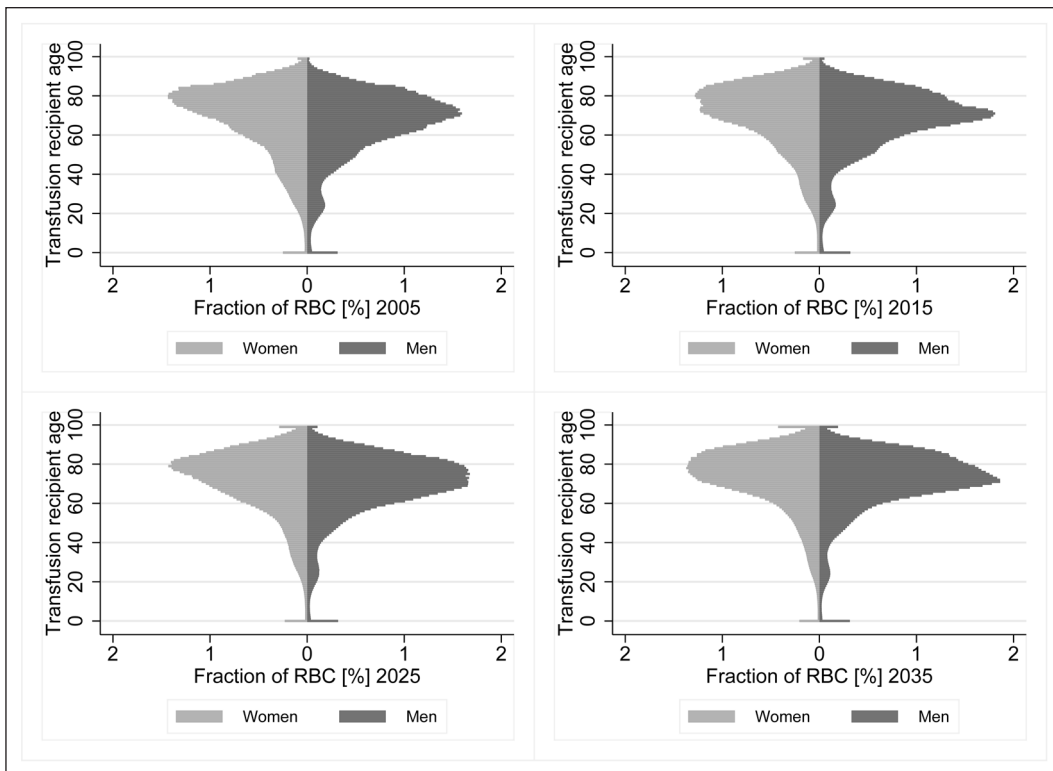 Transfusion recipient age
100
80
60
40
20
0
2 1 0 1 2
Fraction of RBC [%] 2005
Women Men
Transfusion recipient age
100
80
60
40
20
0
2 1 0 1 2
Fraction of RBC [%] 2015
Women Men
Transfusion recipient age
100
80
60
40
20
0
2 1 0 1 2
Fraction of RBC [%] 2025
Women Men
Transfusion recipient age
100
80
60
40
20
0
2 1 0 1 2
Fraction of RBC [%] 2035
Women Men